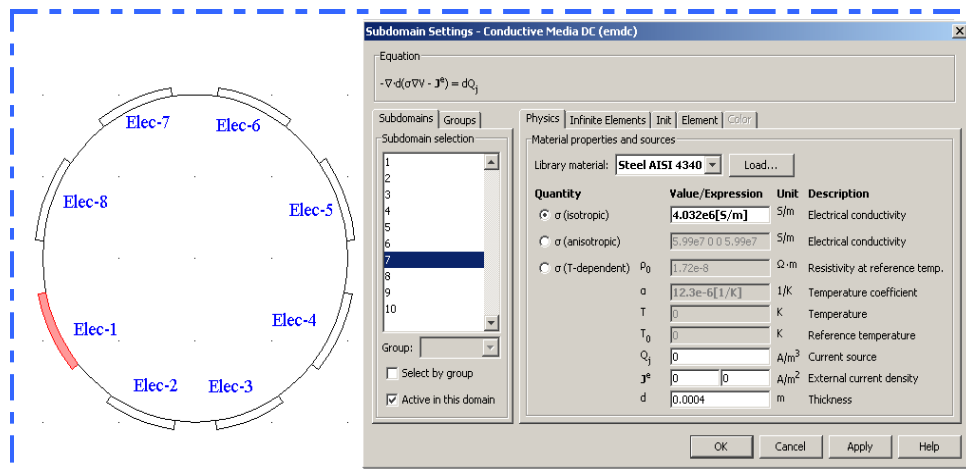 Elec-7
Elec-6
Elec-8
Elec-5
Elec-1
Elec-4
Elec-2
Elec-3
Subdomain Settings - Conductive Media DC (emdc)
Equation
-∇·d(σ∇V - Jᵉ) = dQⱼ
Subdomains Groups
Subdomain selection
1
2
3
4
5
6
7
8
9
10
Group:
Select by group
Active in this domain
Physics Infinite Elements Init Element Color
Material properties and sources
Library material: Steel AISI 4340 Load...
Quantity Value/Expression Unit Description
σ (isotropic) 4.032e6[S/m] S/m Electrical conductivity
σ (anisotropic) 5.99e7 0 0 5.99e7 S/m Electrical conductivity
σ (T-dependent) ρ₀ 1.72e-8 Ω·m Resistivity at reference temp.
α 12.3e-6[1/K] 1/K Temperature coefficient
T 0 K Temperature
T₀ 0 K Reference temperature
Qⱼ 0 A/m³ Current source
Jᵉ 0 0 A/m² External current density
d 0.0004 m Thickness
OK Cancel Apply Help